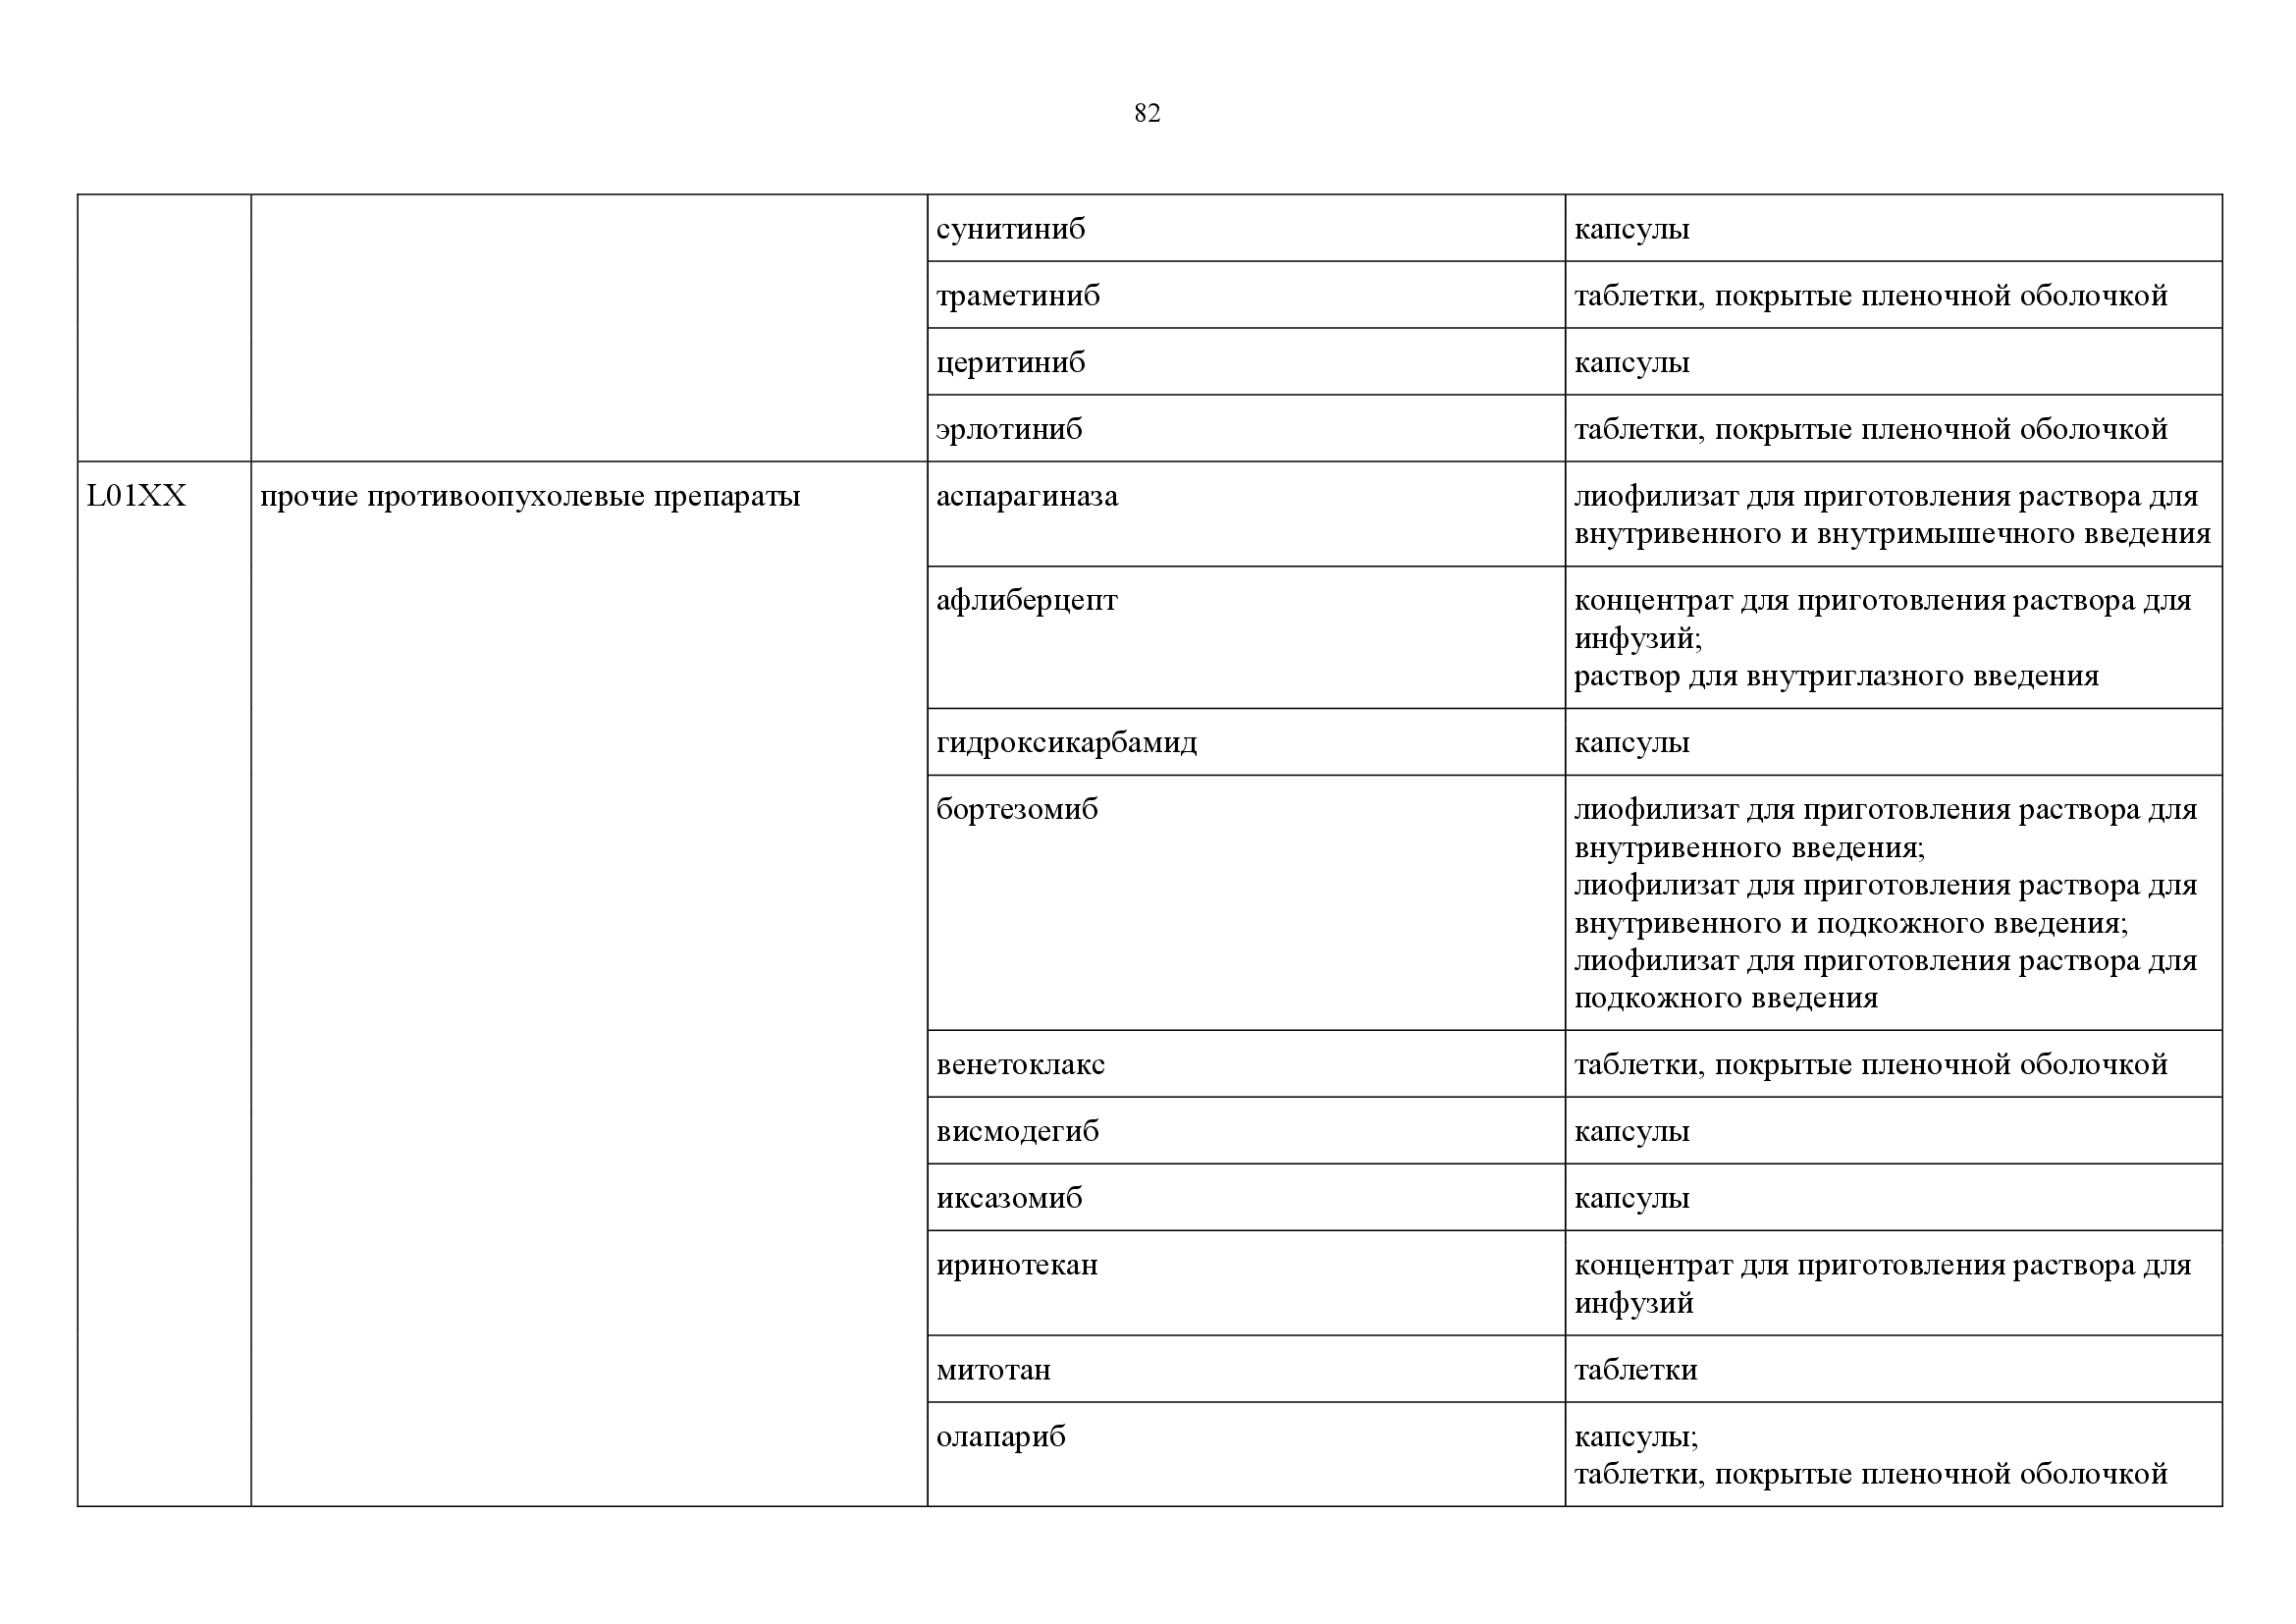 82
сунитиниб капсулы
траметиниб таблетки, покрытые пленочной оболочкой
церитиниб капсулы
эрлотиниб таблетки, покрытые пленочной оболочкой
L01XX прочие противоопухолевые препараты аспарагиназа лиофилизат для приготовления раствора для
внутривенного и внутримышечного введения
афлиберцепт концентрат для приготовления раствора для
инфузий;
раствор для внутриглазного введения
гидроксикарбамид капсулы
бортезомиб лиофилизат для приготовления раствора для
внутривенного введения;
лиофилизат для приготовления раствора для
внутривенного и подкожного введения;
лиофилизат для приготовления раствора для
подкожного введения
венетоклакс таблетки, покрытые пленочной оболочкой
висмодегиб капсулы
иксазомиб капсулы
иринотекан концентрат для приготовления раствора для
инфузий
митотан таблетки
олапариб капсулы;
таблетки, покрытые пленочной оболочкой